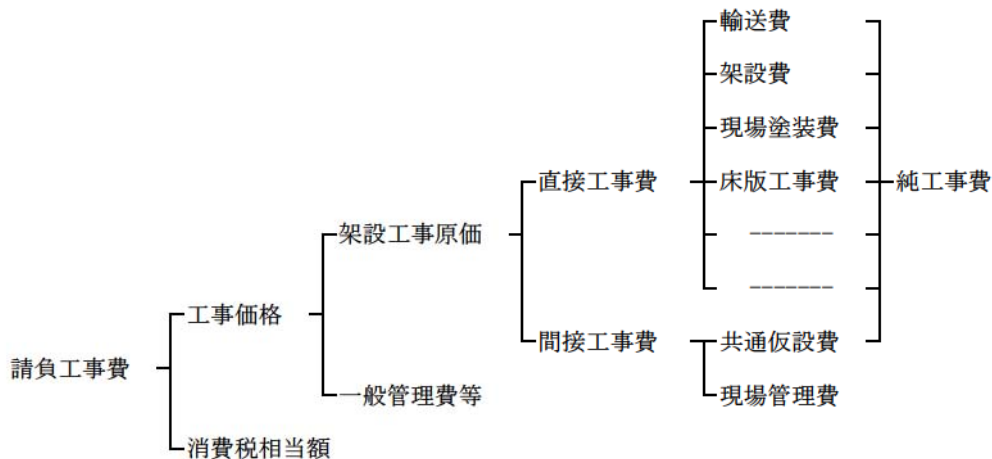 輸送費
架設費
現場塗装費
直接工事費 床版工事費 純工事費
架設工事原価 -------
-------
工事価格
間接工事費 共通仮設費
請負工事費
一般管理費等 現場管理費
消費税相当額